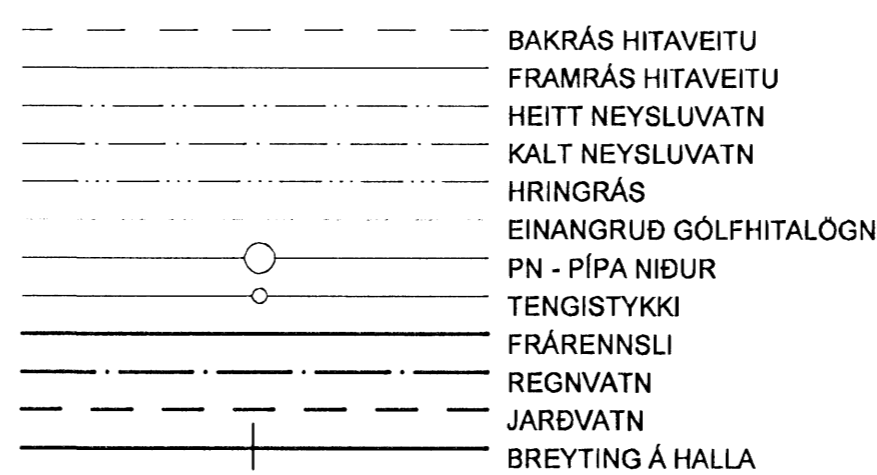 BAKRÁS HITAVEITU
FRAMRÁS HITAVEITU
HEITT NEYSLUVATN
KALT NEYSLUVATN
HRINGRÁS
EINANGRUÐ GÓLFHITALÖGN
PN - PÍPA NIÐUR
TENGISTYKKI
FRÁRENNSLI
REGNVATN
JARÐVATN
BREYTING Á HALLA